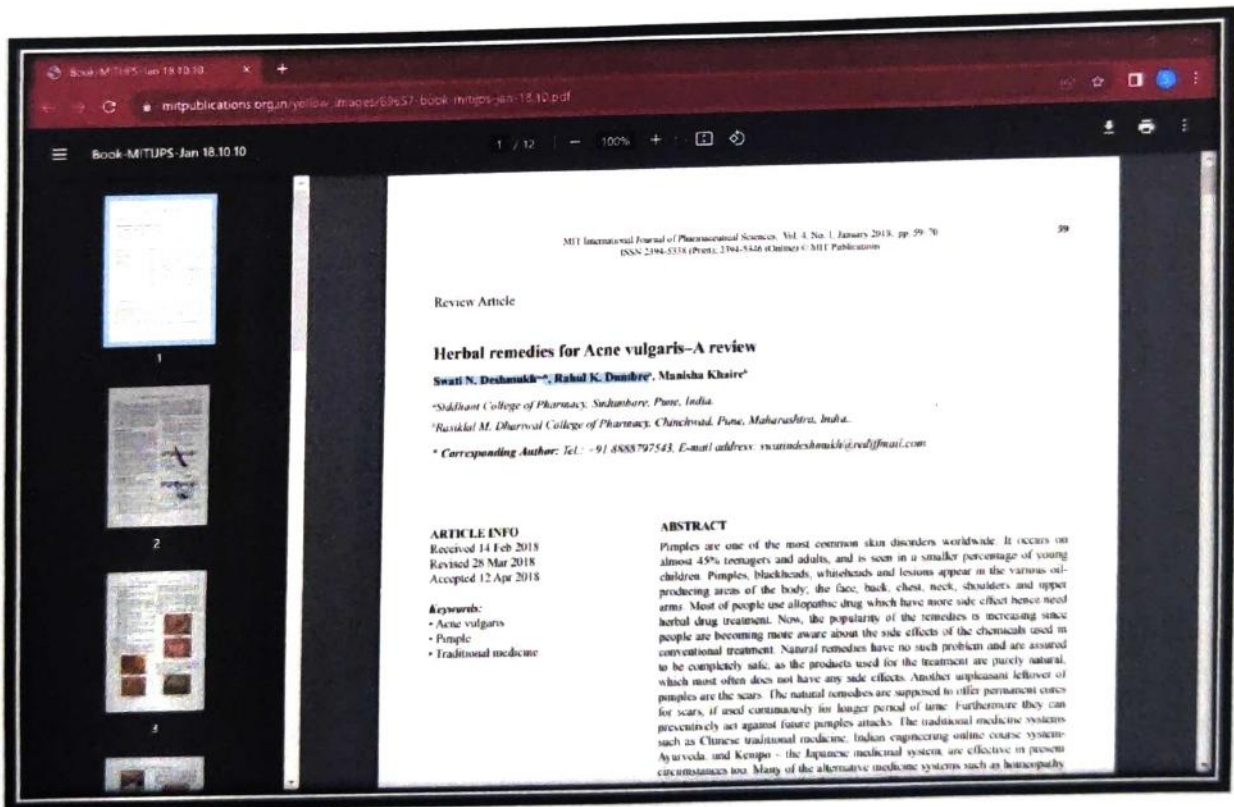 Book-MITIJPS-Jan 18.10.10
mitpublications.org.in/yellow_images/69657-book_mitijps-jan-18.10.pdf
Book-MITIJPS-Jan 18.10.10
1 / 12
100%
1
2
3
MIT International Journal of Pharmaceutical Sciences, Vol. 4, No. 1, January 2018, pp. 59–70
59
ISSN 2394-5338 (Print); 2394-5346 (Online) © MIT Publications
Review Article
Herbal remedies for Acne vulgaris–A review
Swati N. Deshmukh, Rahul K. Dumbre, Manisha Khaire
Siddhant College of Pharmacy, Sudumbare, Pune, India.
Rasiklal M. Dhariwal College of Pharmacy, Chinchwad, Pune, Maharashtra, India.
* Corresponding Author: Tel.: +91 8888797543, E-mail address: swatindeshmukh@rediffmail.com
ARTICLE INFO
Received 14 Feb 2018
Revised 28 Mar 2018
Accepted 12 Apr 2018
Keywords:
• Acne vulgaris
• Pimple
• Traditional medicine
ABSTRACT
Pimples are one of the most common skin disorders worldwide. It occurs on
almost 45% teenagers and adults, and is seen in a smaller percentage of young
children. Pimples, blackheads, whiteheads and lesions appear in the various oil-
producing areas of the body; the face, back, chest, neck, shoulders and upper
arms. Most of people use allopathic drug which have more side effect hence need
herbal drug treatment. Now, the popularity of the remedies is increasing since
people are becoming more aware about the side effects of the chemicals used in
conventional treatment. Natural remedies have no such problem and are assured
to be completely safe, as the products used for the treatment are purely natural,
which most often does not have any side effects. Another unpleasant leftover of
pimples are the scars. The natural remedies are supposed to offer permanent cures
for scars, if used continuously for longer period of time. Furthermore they can
preventively act against future pimples attacks. The traditional medicine systems
such as Chinese traditional medicine, Indian engineering online course system-
Ayurveda, and Kempo – the Japanese medicinal system, are effective in present
circumstances too. Many of the alternative medicine systems such as homeopathy